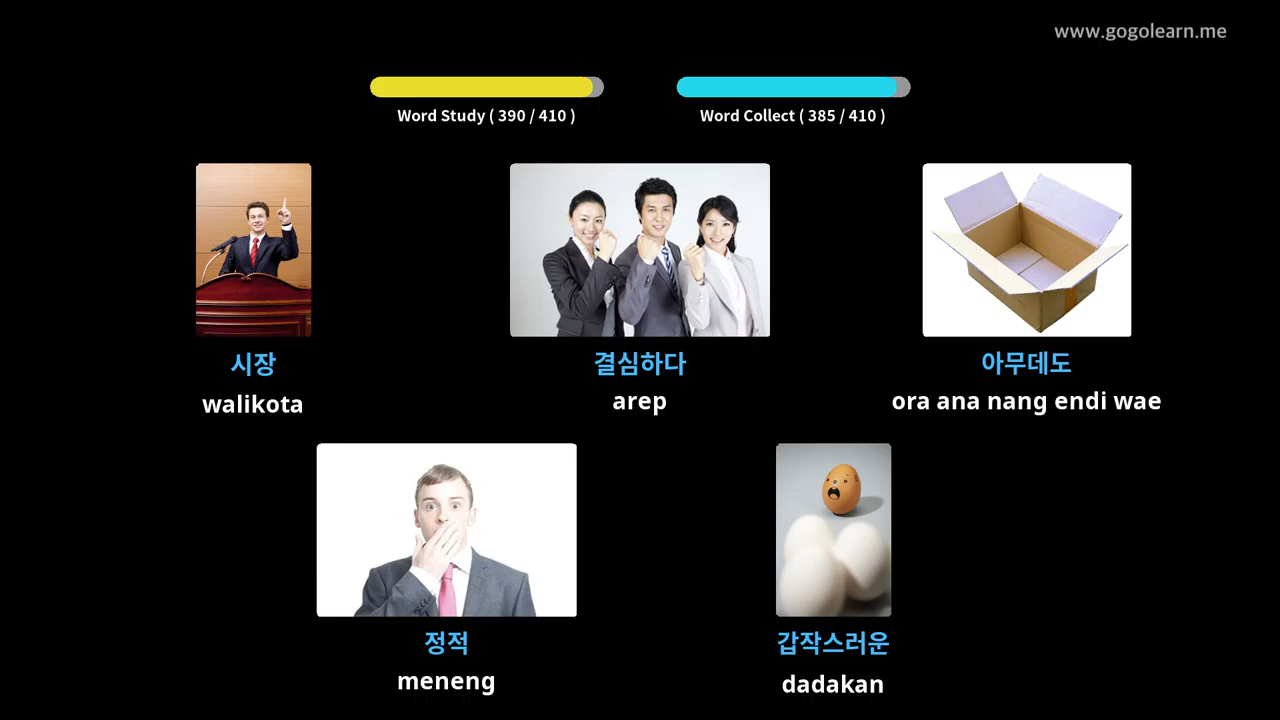 www.gogolearn.me
Word Study ( 390 / 410 )
Word Collect ( 385 / 410 )
시장
walikota
결심하다
arep
아무데도
ora ana nang endi wae
정적
meneng
갑작스러운
dadakan